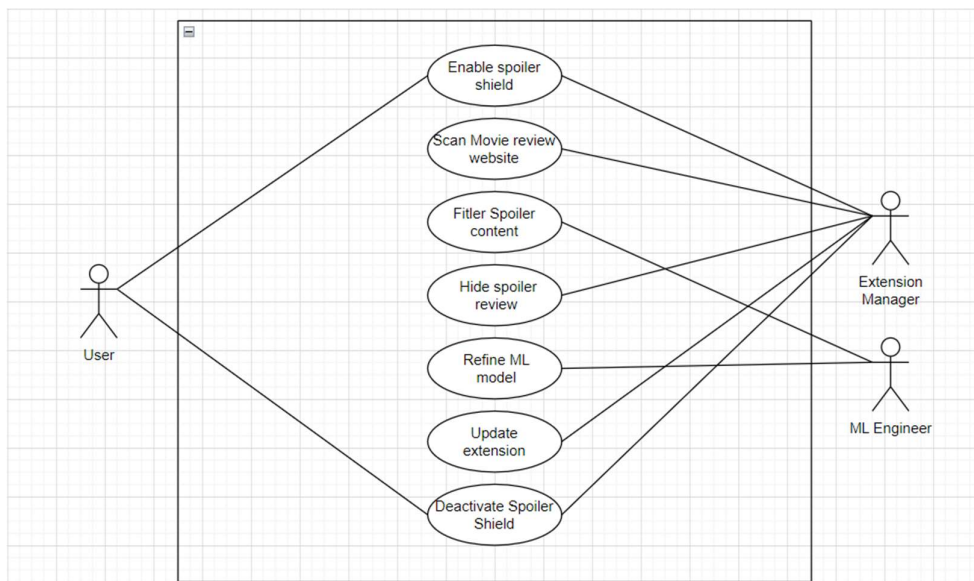 Enable spoiler
shield
Scan Movie review
website
Fitler Spoiler
content
Hide spoiler
review
Refine ML
model
Update
extension
Deactivate Spoiler
Shield
User
Extension
Manager
ML Engineer